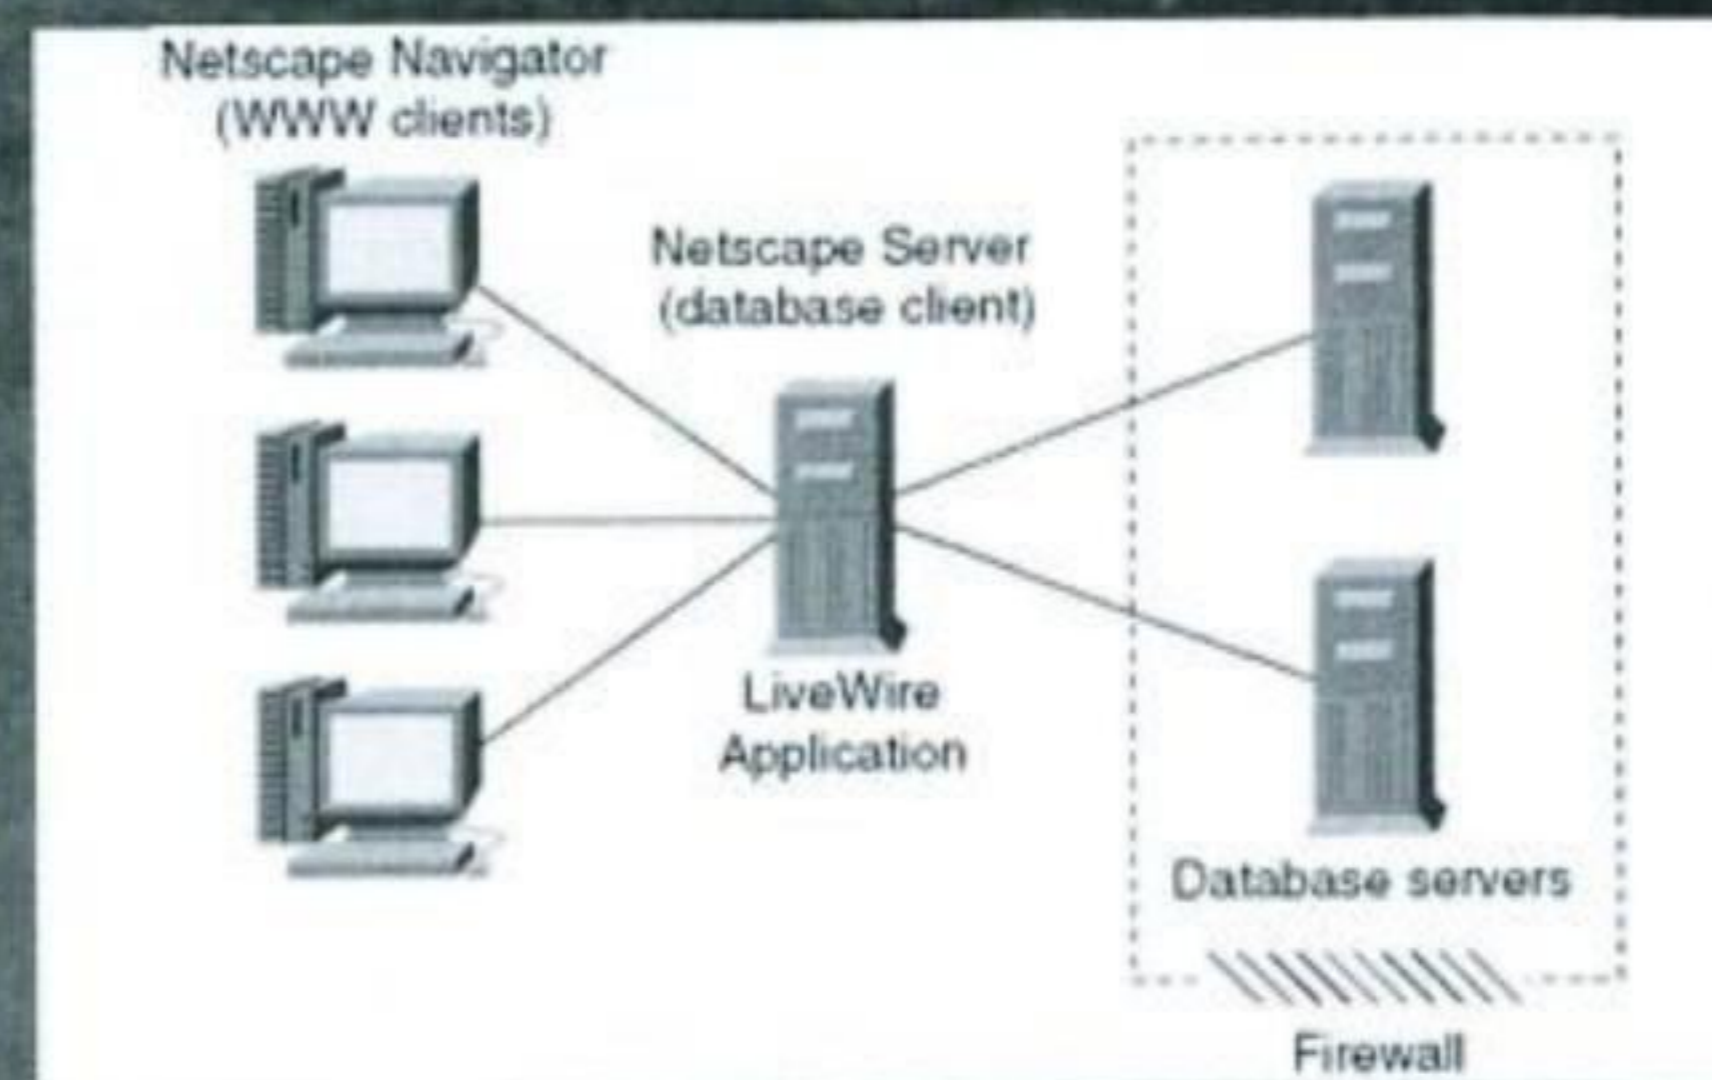 Netscape Navigator
(WWW clients)
Netscape Server
(database client)
LiveWire
Application
Database servers
Firewall